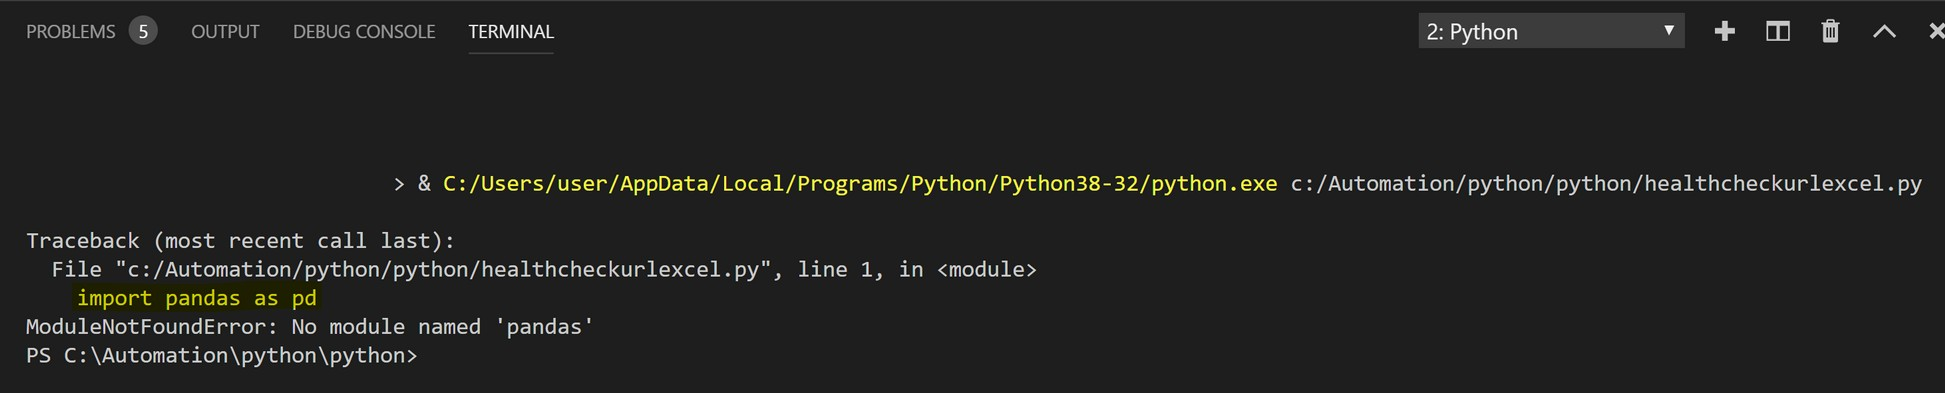 PROBLEMS 5 OUTPUT DEBUG CONSOLE TERMINAL 2: Python
> & C:/Users/user/AppData/Local/Programs/Python/Python38-32/python.exe c:/Automation/python/python/healthcheckurlexcel.py
Traceback (most recent call last):
File "c:/Automation/python/python/healthcheckurlexcel.py", line 1, in <module>
import pandas as pd
ModuleNotFoundError: No module named 'pandas'
PS C:\Automation\python\python>